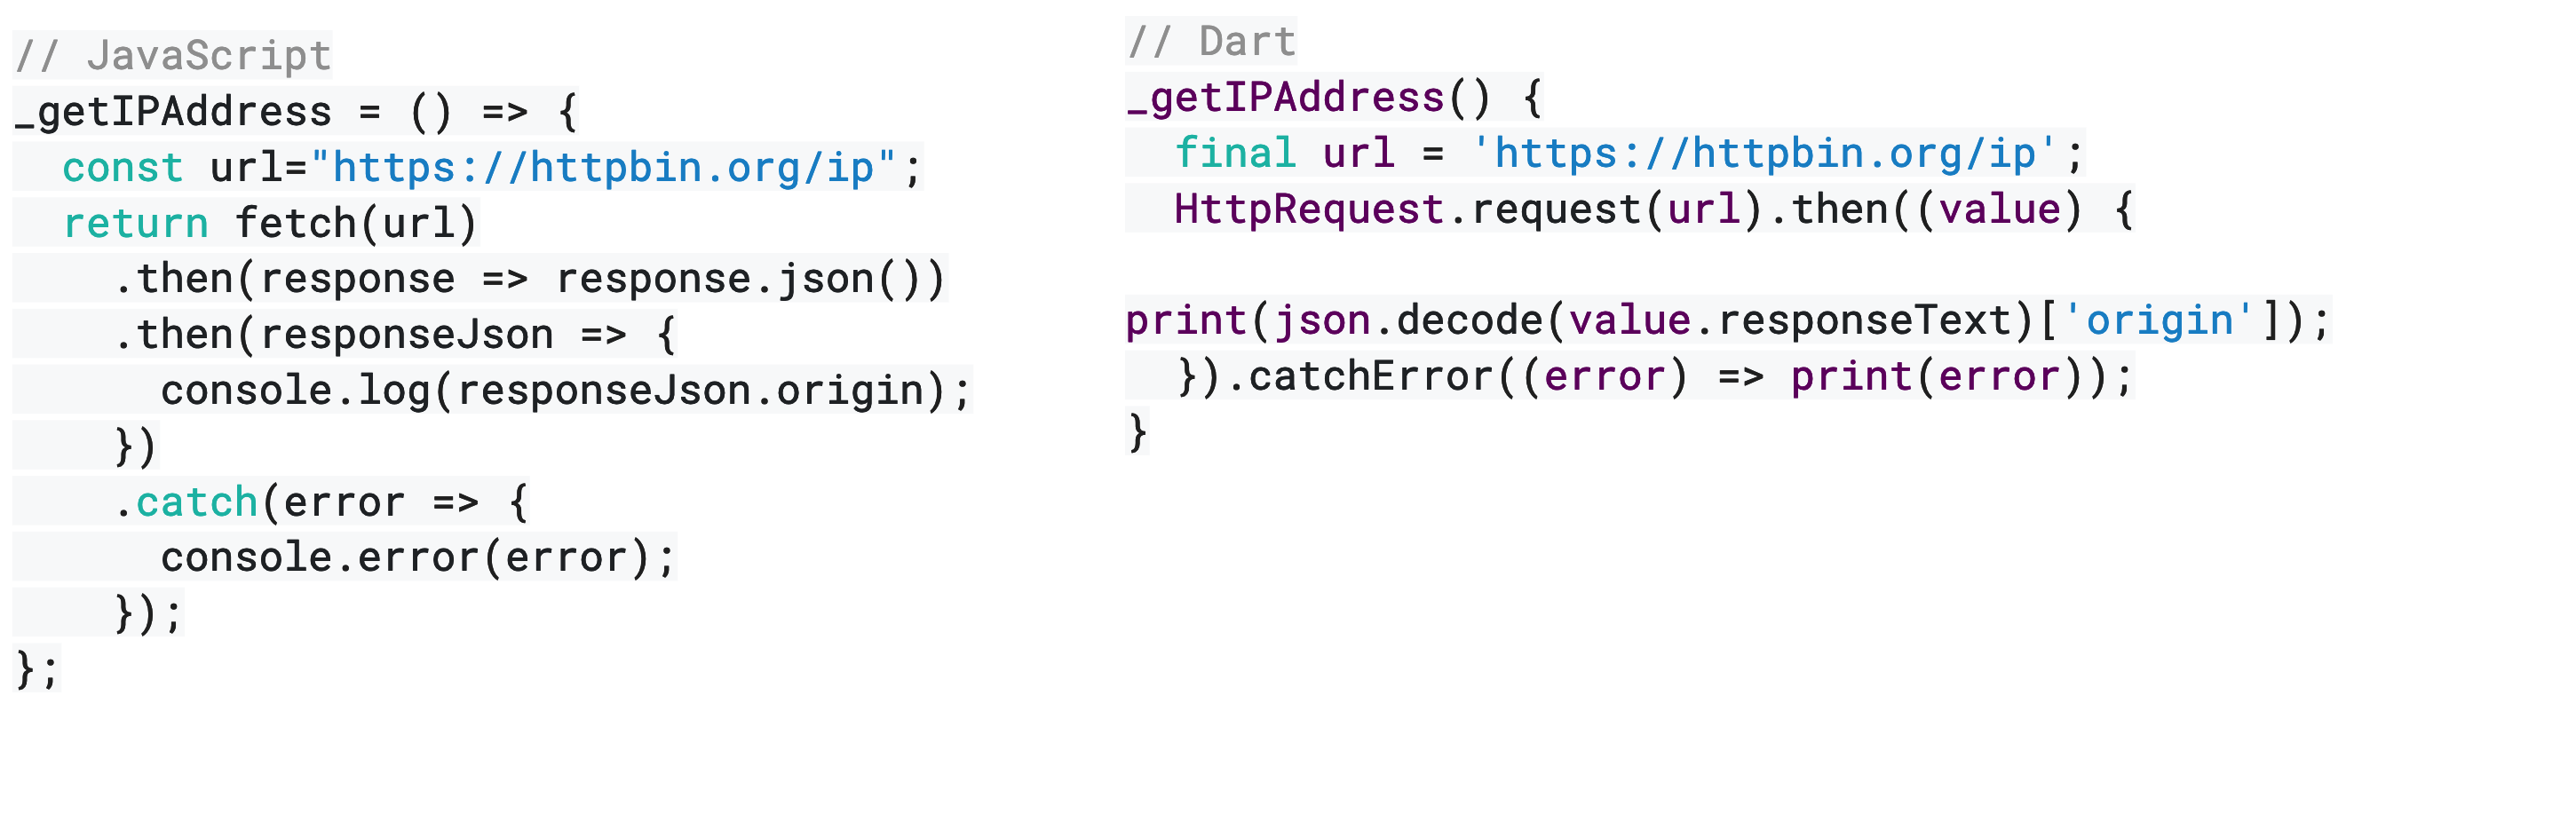 // JavaScript
_getIPAddress = () => {
  const url="https://httpbin.org/ip";
  return fetch(url)
    .then(response => response.json())
    .then(responseJson => {
      console.log(responseJson.origin);
    })
    .catch(error => {
      console.error(error);
    });
};
// Dart
_getIPAddress() {
  final url = 'https://httpbin.org/ip';
  HttpRequest.request(url).then((value) {
print(json.decode(value.responseText)['origin']);
  }).catchError((error) => print(error));
}